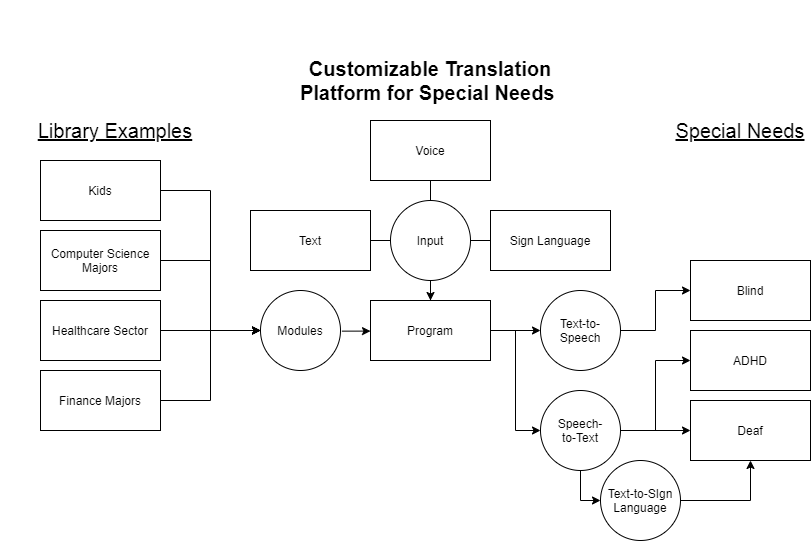 Customizable Translation
Platform for Special Needs
Library Examples
Special Needs
Voice
Kids
Text
Input
Sign Language
Computer Science
Majors
Blind
Healthcare Sector
Modules
Program
Text-to-
Speech
ADHD
Finance Majors
Speech-
to-Text
Deaf
Text-to-SIgn
Language